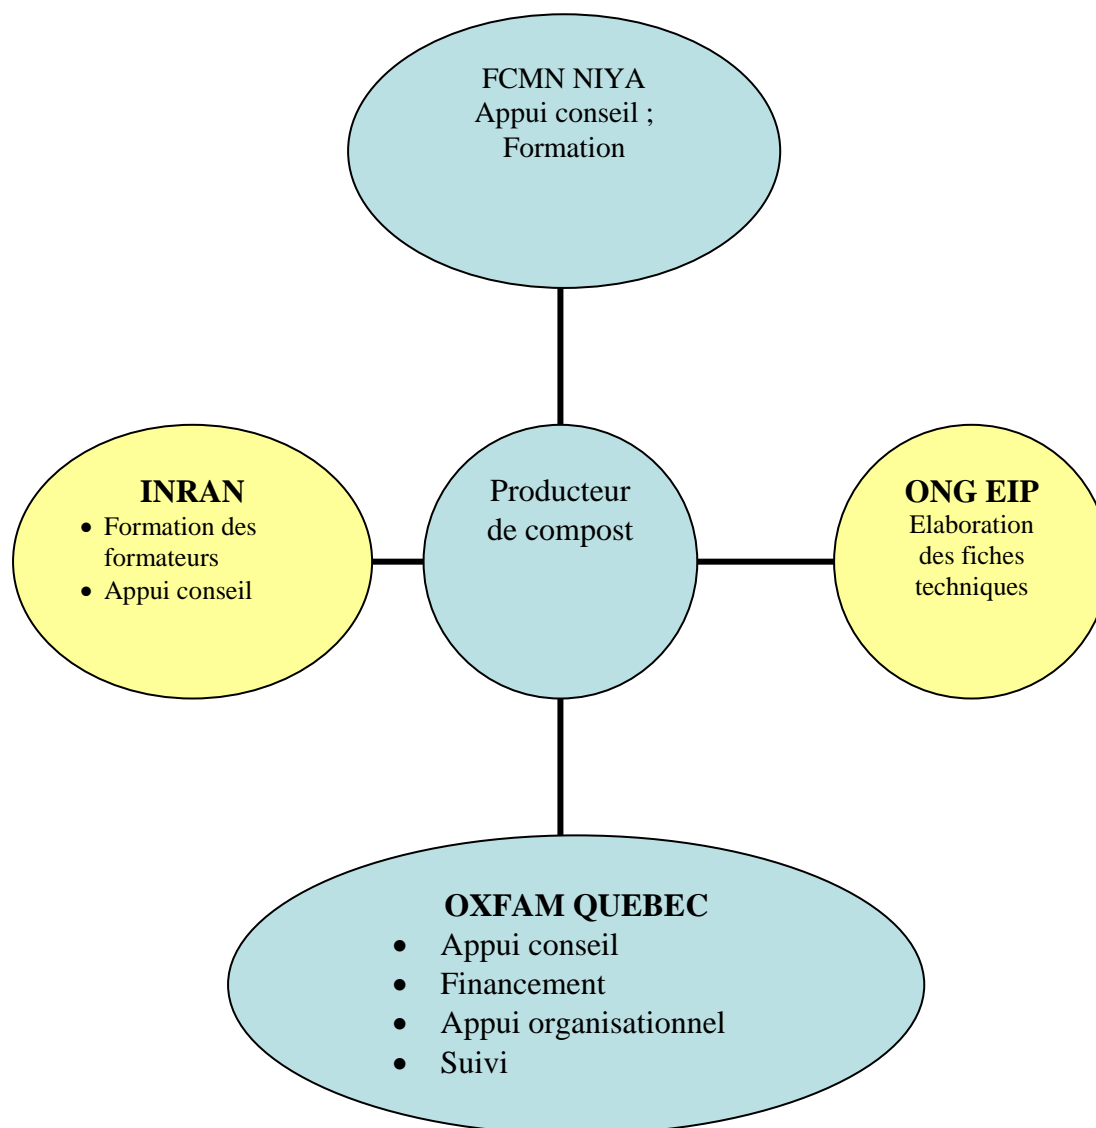 FCMN NIYA
Appui conseil ;
Formation
INRAN
• Formation des
formateurs
• Appui conseil
Producteur
de compost
ONG EIP
Elaboration
des fiches
techniques
OXFAM QUEBEC
• Appui conseil
• Financement
• Appui organisationnel
• Suivi